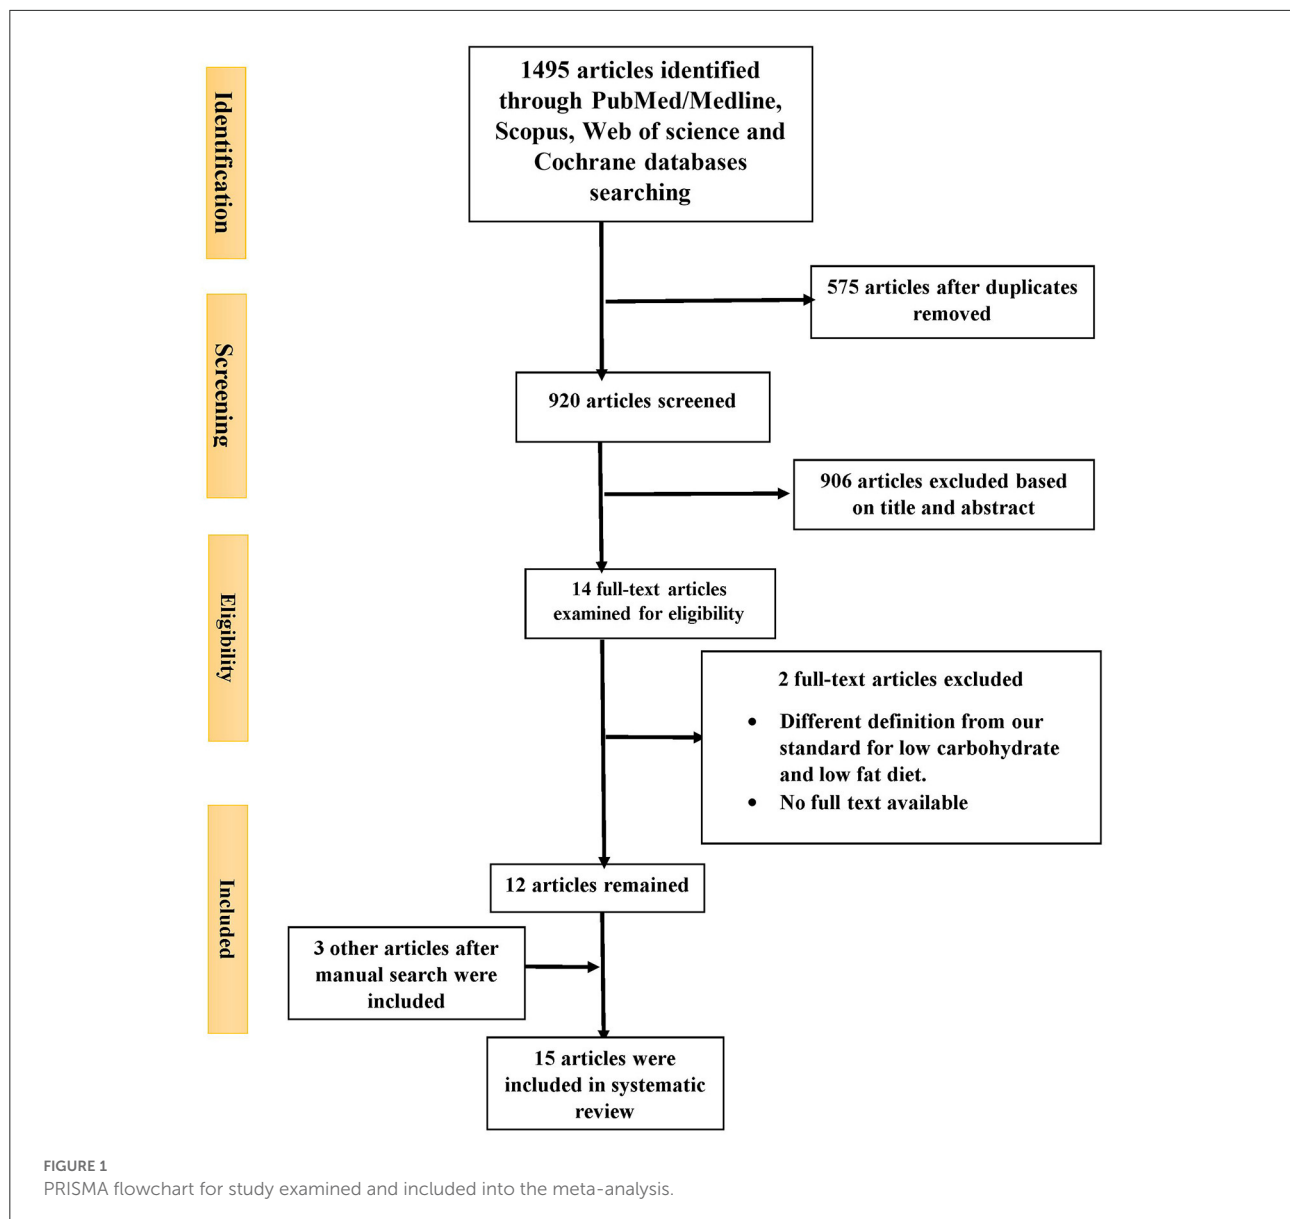 Identification
1495 articles identified
through PubMed/Medline,
Scopus, Web of science and
Cochrane databases
searching
575 articles after duplicates
removed
Screening
920 articles screened
906 articles excluded based
on title and abstract
Eligibility
14 full-text articles
examined for eligibility
2 full-text articles excluded
• Different definition from our
standard for low carbohydrate
and low fat diet.
• No full text available
Included
12 articles remained
3 other articles after
manual search were
included
15 articles were
included in systematic
review
FIGURE 1
PRISMA flowchart for study examined and included into the meta-analysis.